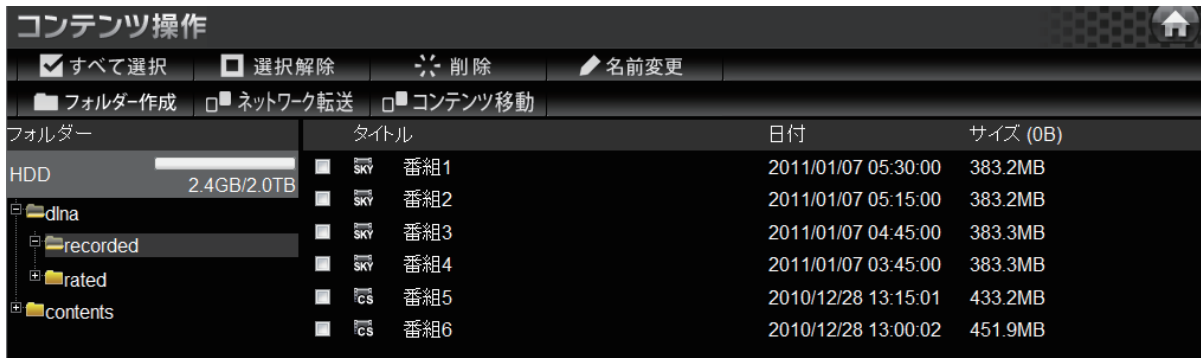 コンテンツ操作
すべて選択 選択解除 削除 名前変更
フォルダー作成 ネットワーク転送 コンテンツ移動
フォルダー タイトル 日付 サイズ (0B)
HDD 2.4GB/2.0TB
dlna
recorded
rated
contents
SKY 番組1 2011/01/07 05:30:00 383.2MB
SKY 番組2 2011/01/07 05:15:00 383.2MB
SKY 番組3 2011/01/07 04:45:00 383.3MB
SKY 番組4 2011/01/07 03:45:00 383.3MB
CS 番組5 2010/12/28 13:15:01 433.2MB
CS 番組6 2010/12/28 13:00:02 451.9MB